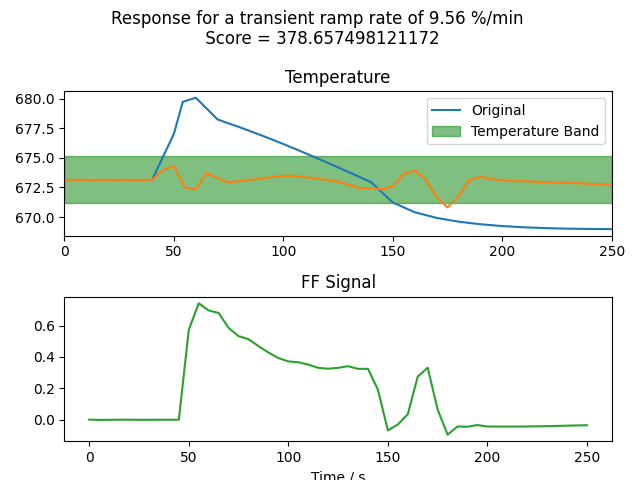 Response for a transient ramp rate of 9.56 %/min
Score = 378.657498121172
Temperature
680.0
677.5
675.0
672.5
670.0
Original
Temperature Band
0 50 100 150 200 250
FF Signal
0.6
0.4
0.2
0.0
0 50 100 150 200 250
Time / s